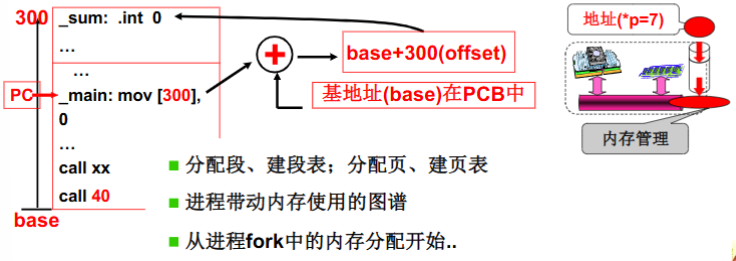 300
_sum: .int 0
…
…
PC
_main: mov [300],
0
…
call xx
call 40
base
base+300(offset)
基地址(base)在PCB中
■ 分配段、建段表；分配页、建页表
■ 进程带动内存使用的图谱
■ 从进程fork中的内存分配开始..
地址(*p=7)
内存管理